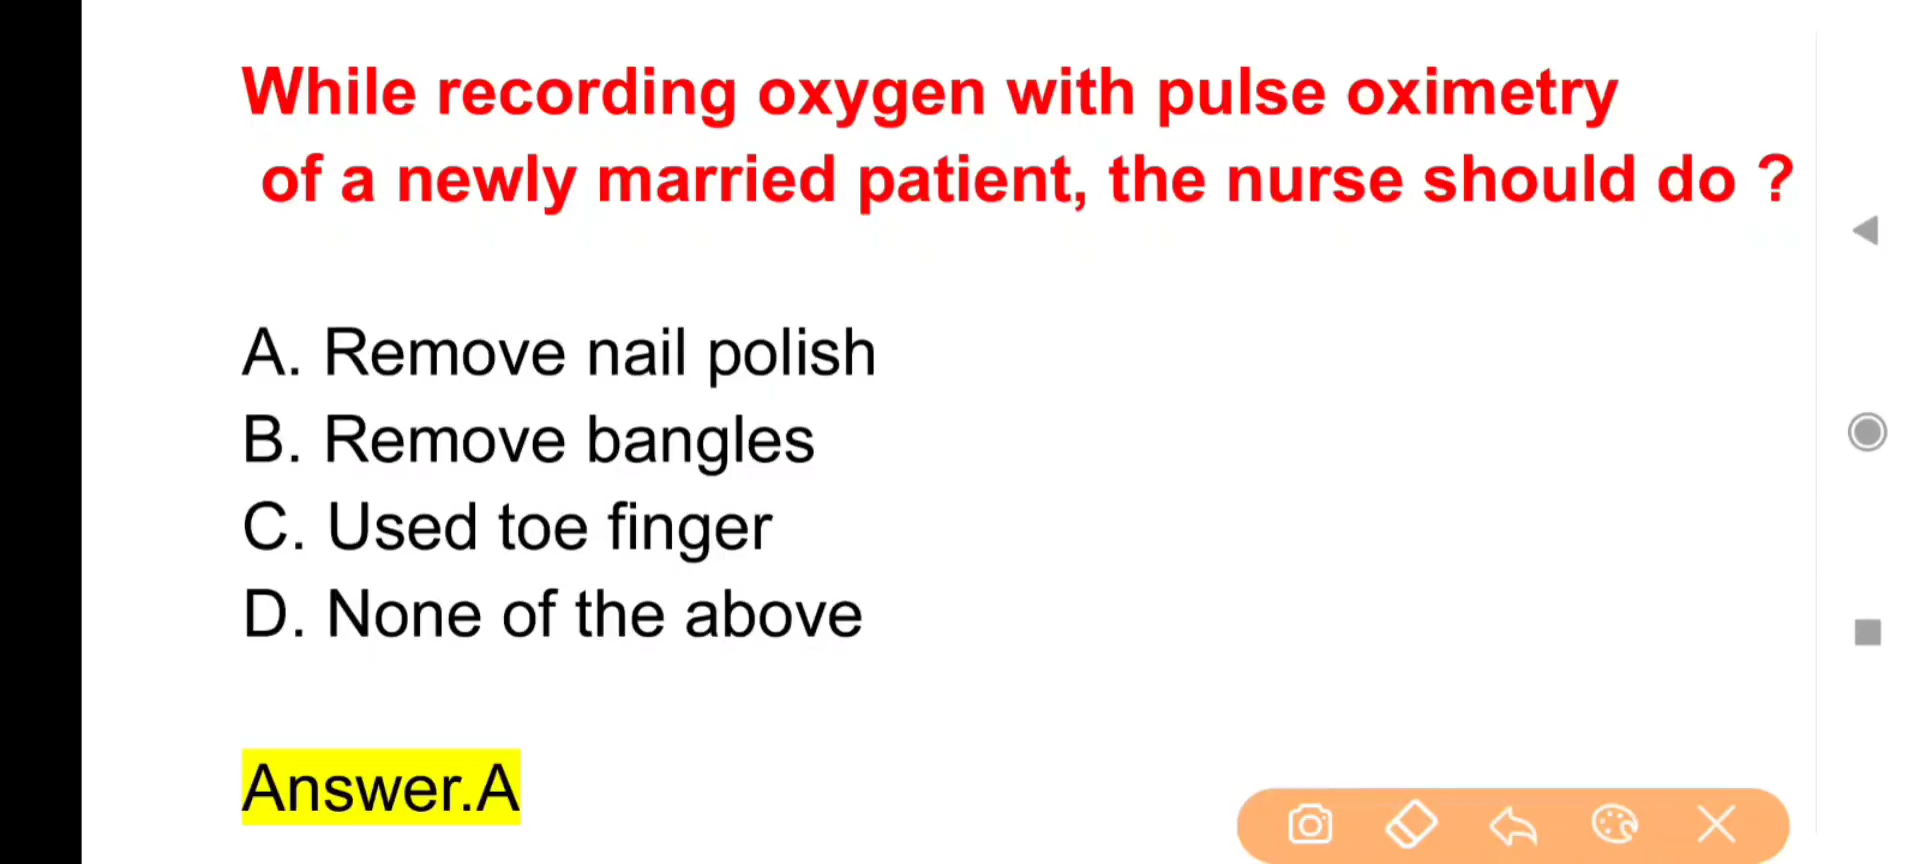 While recording oxygen with pulse oximetry
of a newly married patient, the nurse should do ?
A. Remove nail polish
B. Remove bangles
C. Used toe finger
D. None of the above
Answer.A